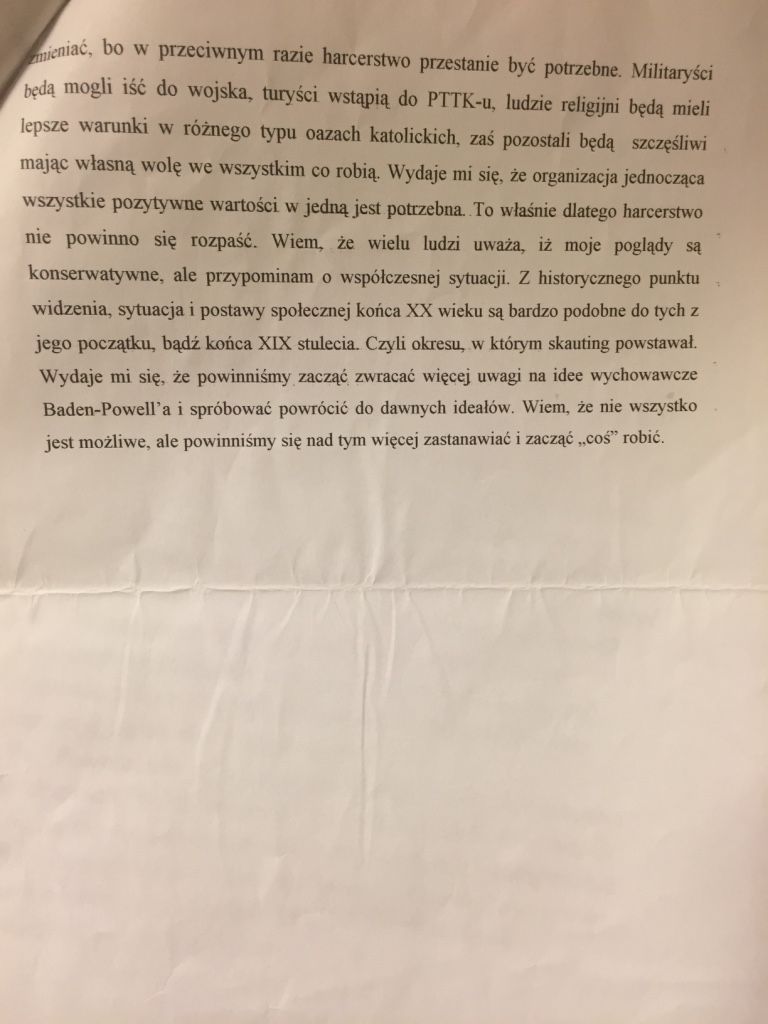 zmieniać, bo w przeciwnym razie harcerstwo przestanie być potrzebne. Militaryści
będą mogli iść do wojska, turyści wstąpią do PTTK-u, ludzie religijni będą mieli
lepsze warunki w różnego typu oazach katolickich, zaś pozostali będą szczęśliwi
mając własną wolę we wszystkim co robią. Wydaje mi się, że organizacja jednocząca
wszystkie pozytywne wartości w jedną jest potrzebna. To właśnie dlatego harcerstwo
nie powinno się rozpaść. Wiem, że wielu ludzi uważa, iż moje poglądy są
konserwatywne, ale przypominam o współczesnej sytuacji. Z historycznego punktu
widzenia, sytuacja i postawy społecznej końca XX wieku są bardzo podobne do tych z
jego początku, bądź końca XIX stulecia. Czyli okresu, w którym skauting powstawał.
Wydaje mi się, że powinniśmy zacząć zwracać więcej uwagi na idee wychowawcze
Baden-Powell’a i spróbować powrócić do dawnych ideałów. Wiem, że nie wszystko
jest możliwe, ale powinniśmy się nad tym więcej zastanawiać i zacząć „coś” robić.